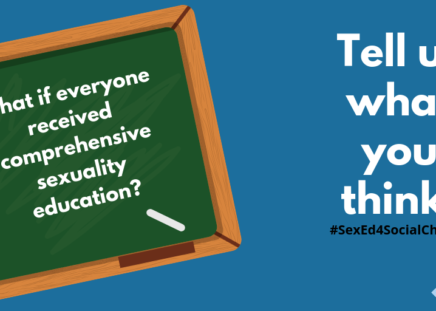 hat if everyone
received
comprehensive
sexuality
education?
Tell u
wha
you
think
#SexEd4SocialCh